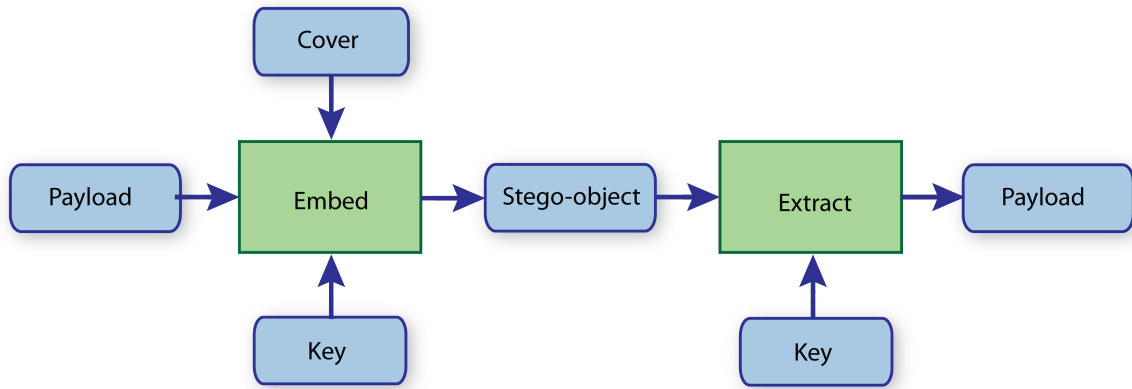 Cover
Payload
Embed
Stego-object
Extract
Payload
Key
Key